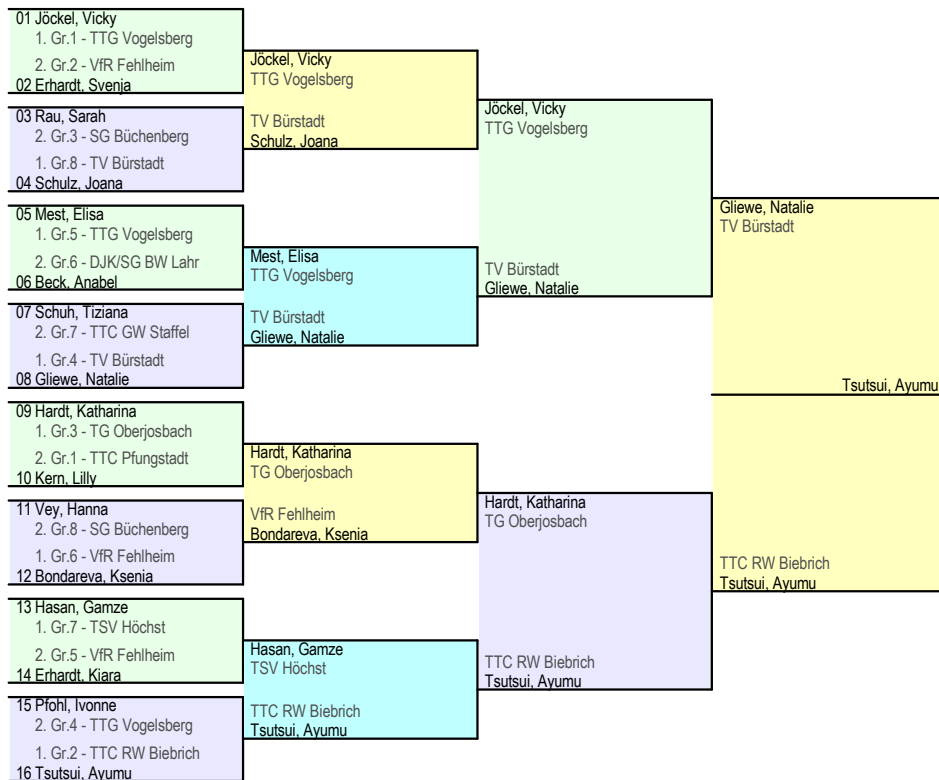 01 Jöckel, Vicky
1. Gr.1 - TTG Vogelsberg
2. Gr.2 - VfR Fehlheim
02 Erhardt, Svenja
03 Rau, Sarah
2. Gr.3 - SG Büchenberg
1. Gr.8 - TV Bürstadt
04 Schulz, Joana
05 Mest, Elisa
1. Gr.5 - TTG Vogelsberg
2. Gr.6 - DJK/SG BW Lahr
06 Beck, Anabel
07 Schuh, Tiziana
2. Gr.7 - TTC GW Staffel
1. Gr.4 - TV Bürstadt
08 Gliewe, Natalie
09 Hardt, Katharina
1. Gr.3 - TG Oberjosbach
2. Gr.1 - TTC Pfungstadt
10 Kern, Lilly
11 Vey, Hanna
2. Gr.8 - SG Büchenberg
1. Gr.6 - VfR Fehlheim
12 Bondareva, Ksenia
13 Hasan, Gamze
1. Gr.7 - TSV Höchst
2. Gr.5 - VfR Fehlheim
14 Erhardt, Kiara
15 Pfohl, Ivonne
2. Gr.4 - TTG Vogelsberg
1. Gr.2 - TTC RW Biebrich
16 Tsutsui, Ayumu
Jöckel, Vicky
TTG Vogelsberg
TV Bürstadt
Schulz, Joana
Mest, Elisa
TTG Vogelsberg
TV Bürstadt
Gliewe, Natalie
Hardt, Katharina
TG Oberjosbach
VfR Fehlheim
Bondareva, Ksenia
Hasan, Gamze
TSV Höchst
TTC RW Biebrich
Tsutsui, Ayumu
Jöckel, Vicky
TTG Vogelsberg
TV Bürstadt
Gliewe, Natalie
Hardt, Katharina
TG Oberjosbach
TTC RW Biebrich
Tsutsui, Ayumu
Gliewe, Natalie
TV Bürstadt
TTC RW Biebrich
Tsutsui, Ayumu
Tsutsui, Ayumu